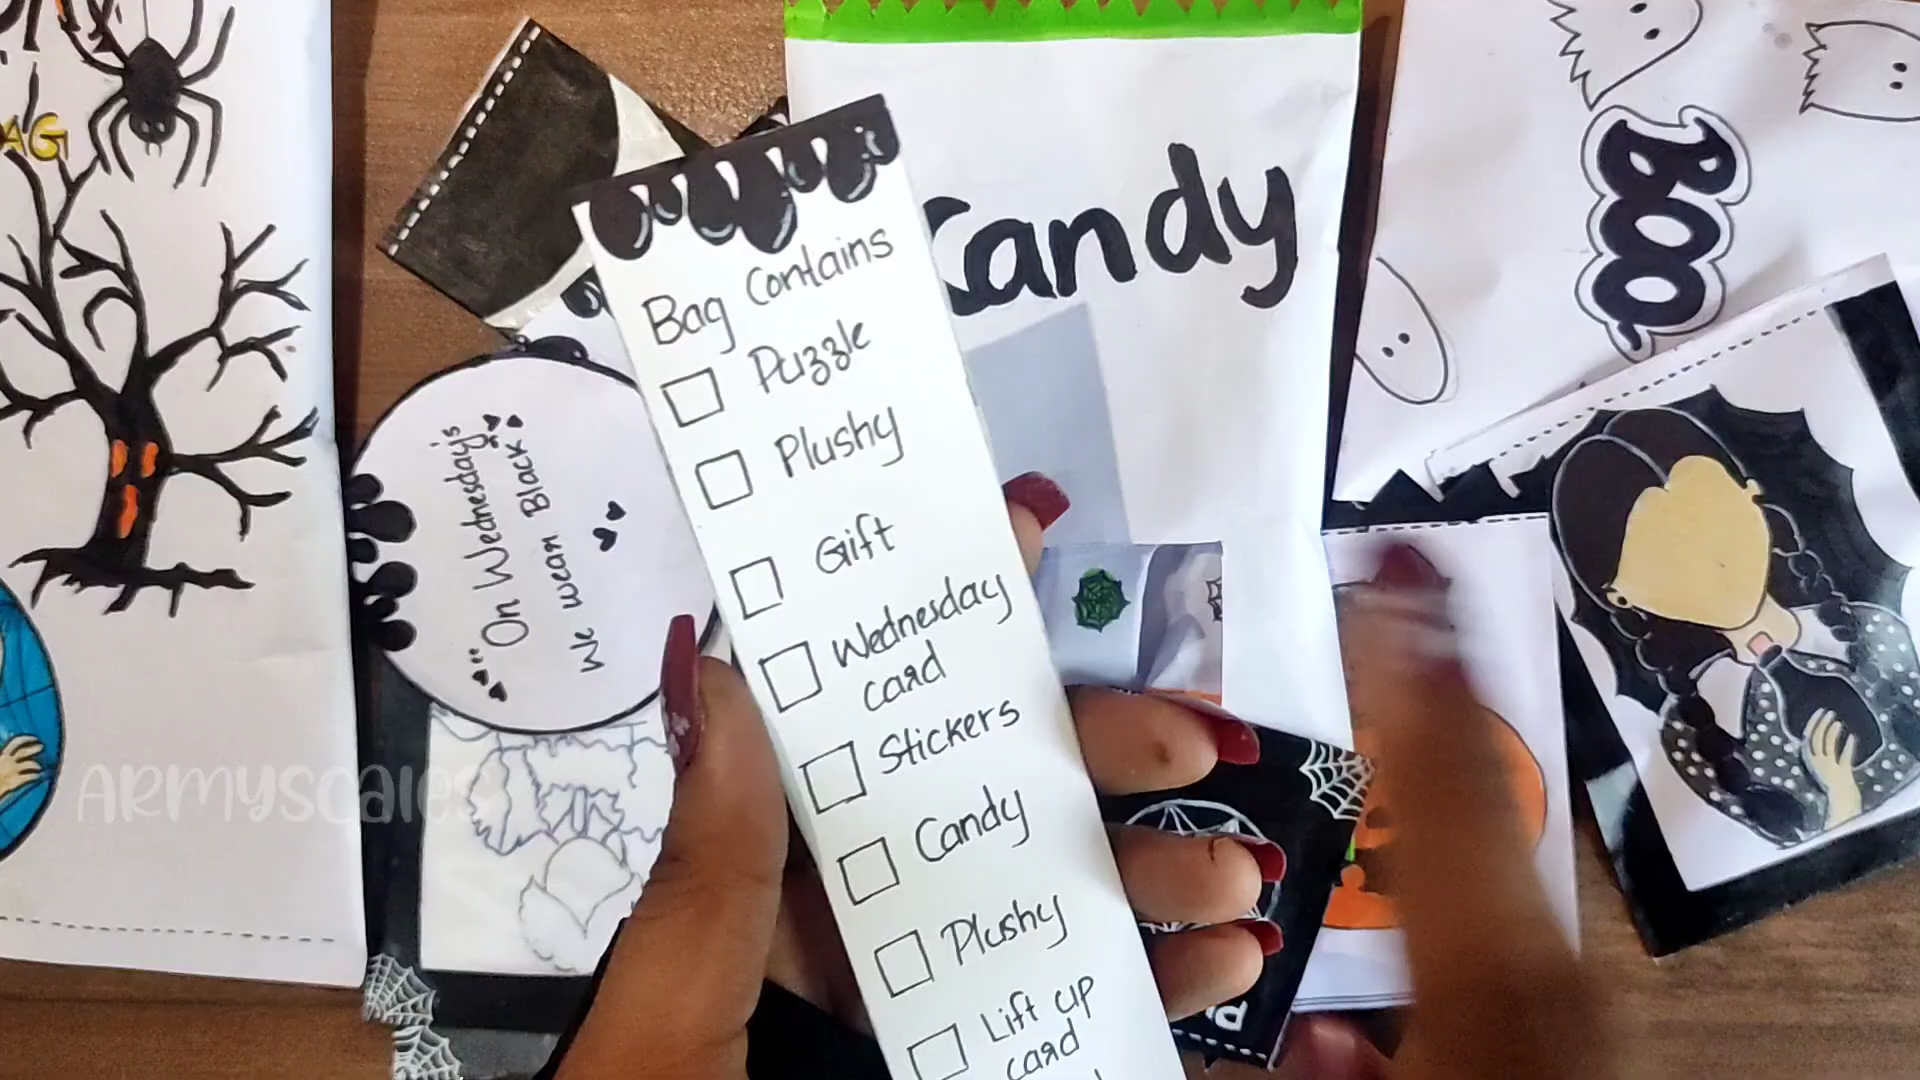 AG
Candy
BOO
Bag Contains
Puzzle
Plushy
Gift
Wednesday
card
Stickers
Candy
Plushy
Lift up
card
On Wednesday's
We wear Black
ARMYSCALES